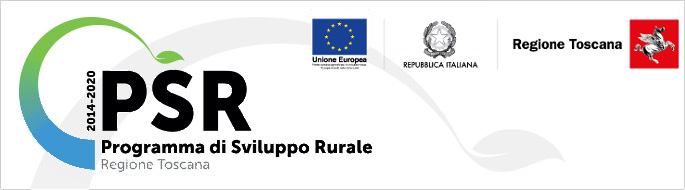 Unione Europea
REPUBBLICA ITALIANA
Regione Toscana
2014-2020
PSR
Programma di Sviluppo Rurale
Regione Toscana